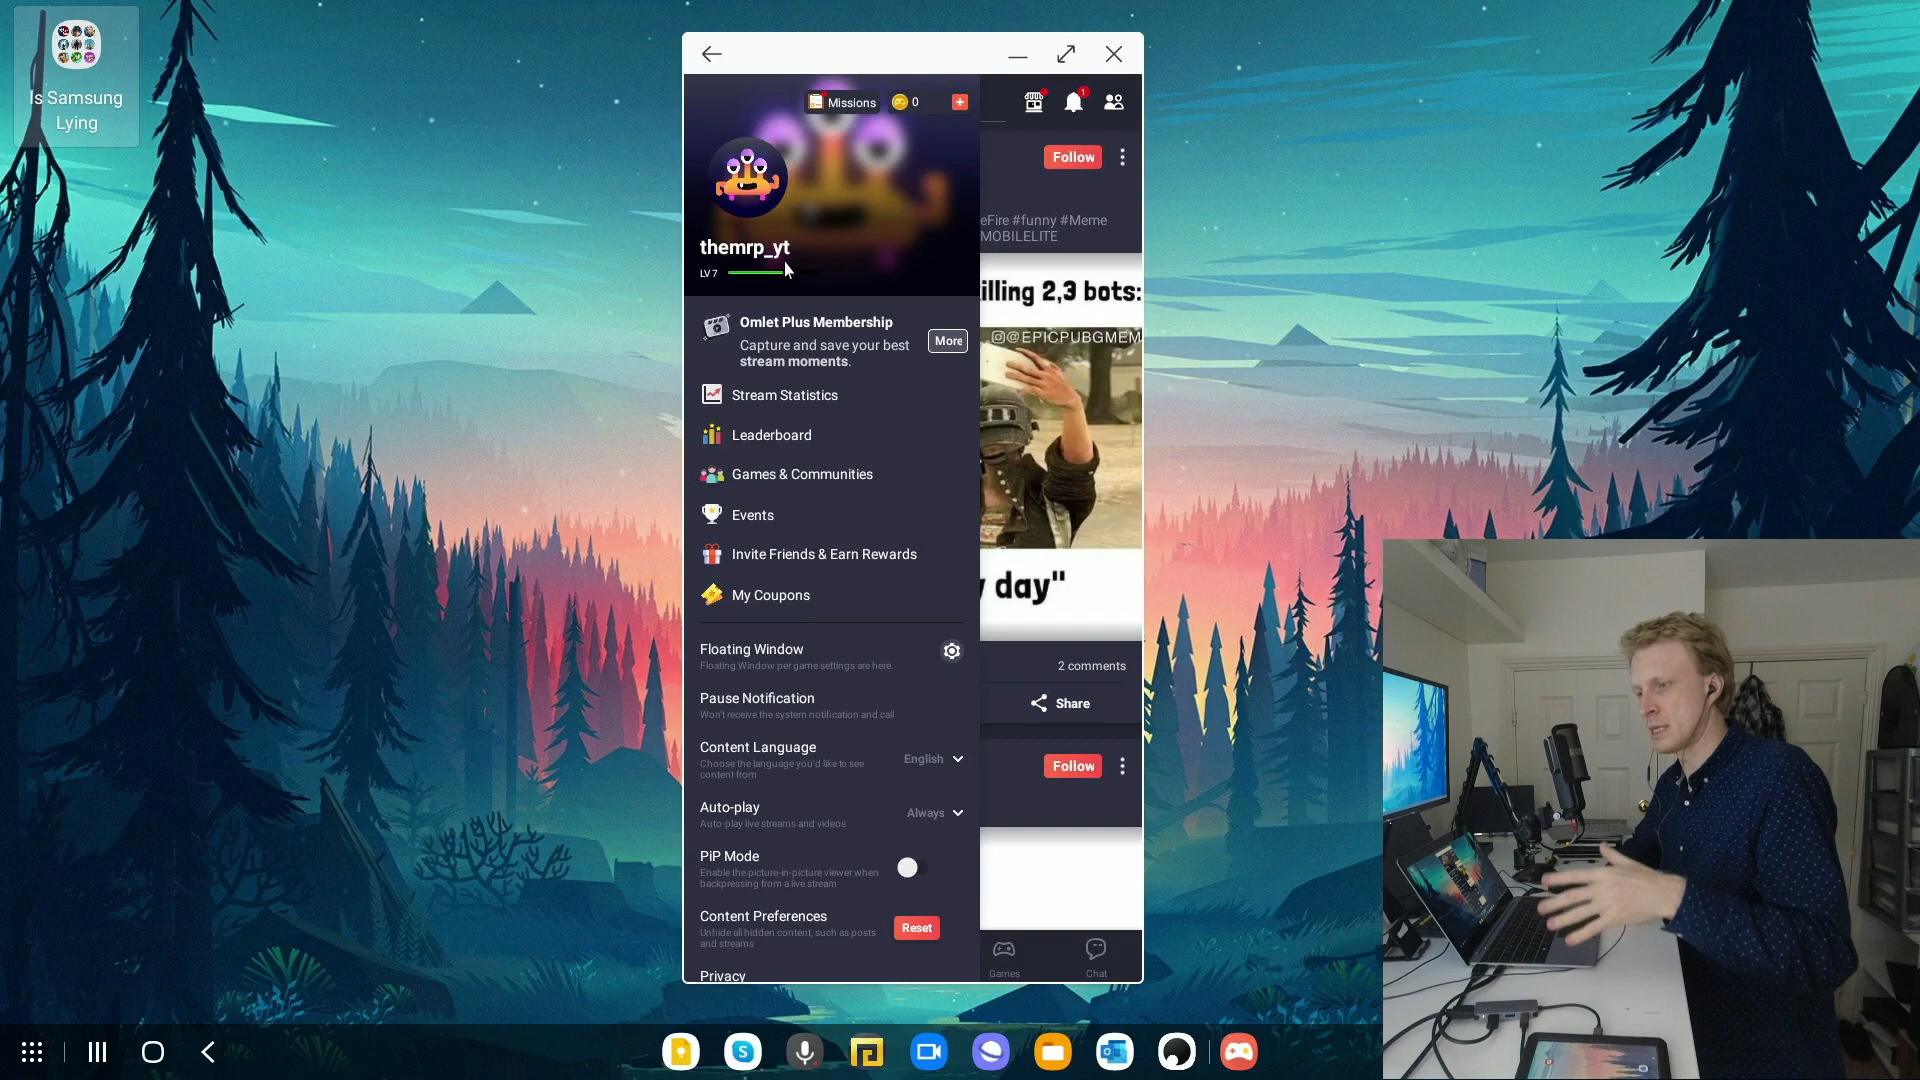 Is Samsung
Lying
Missions
0
1
Follow
themrp_yt
LV7
eFire #funny #Meme
MOBILELITE
Omlet Plus Membership
Capture and save your best
stream moments.
More
Stream Statistics
Leaderboard
Games & Communities
Events
Invite Friends & Earn Rewards
My Coupons
Floating Window
Floating Window per game settings are here.
Pause Notification
Won't receive the system notification and call
Content Language
Choose the language you'd like to see
content from
English
Auto-play
Auto-play live streams and videos
Always
PiP Mode
Enable the picture-in-picture viewer when
backpressing from a live stream
Content Preferences
Unhide all hidden content, such as posts
and streams
Reset
Privacy
illing 2,3 bots:
@EPICPUBGMEM
y day"
2 comments
Share
Follow
Games
Chat